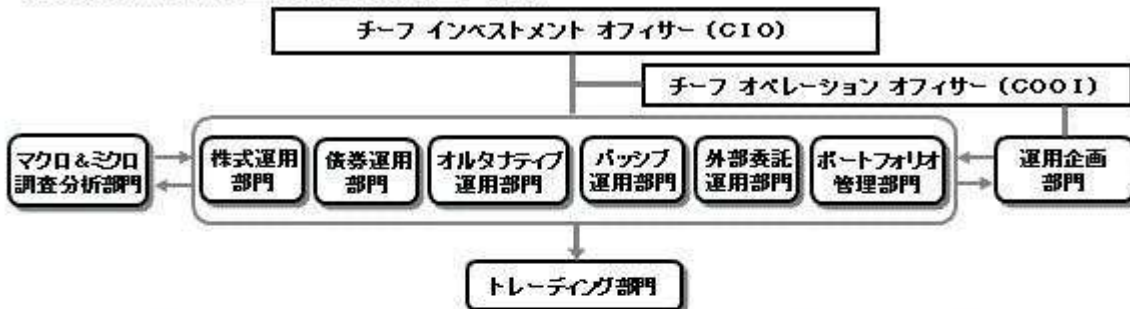 チーフ インベストメント オフィサー (CIO)
チーフ オペレーション オフィサー (COOI)
マクロ&ミクロ
調査分析部門
株式運用
部門
債券運用
部門
オルタナティブ
運用部門
パッシブ
運用部門
外部委託
運用部門
ポートフォリオ
管理部門
運用企画
部門
トレーディング部門